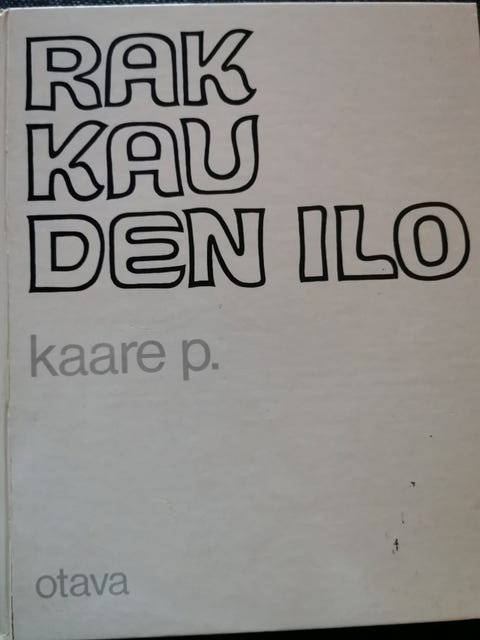 RAK
KAU
DEN ILO
kaare p.
otava